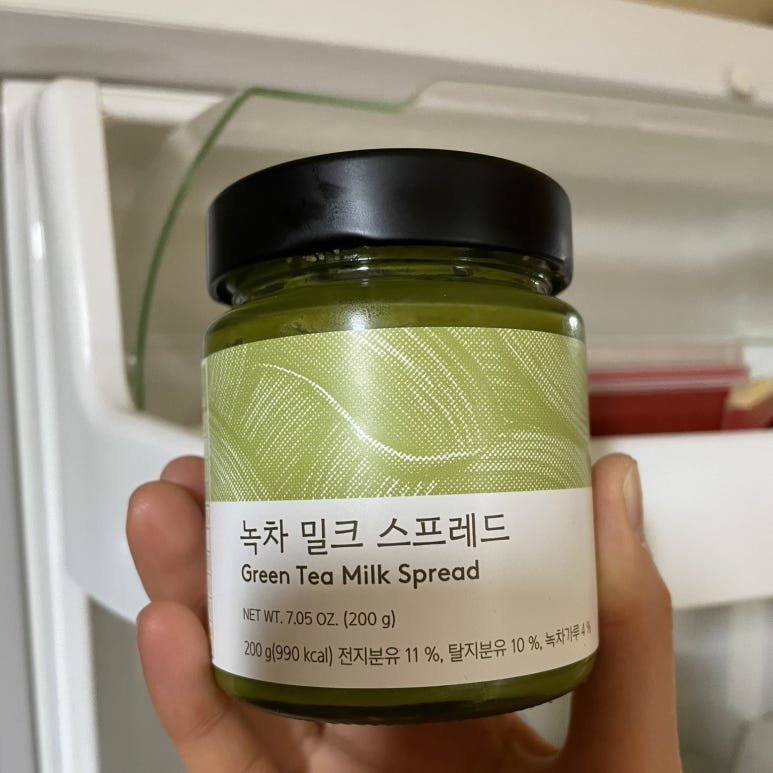 녹차 밀크 스프레드
Green Tea Milk Spread
NET WT. 7.05 OZ. (200 g)
200 g(990 kcal) 전지분유 11 %, 탈지분유 10 %, 녹차가루 4 %